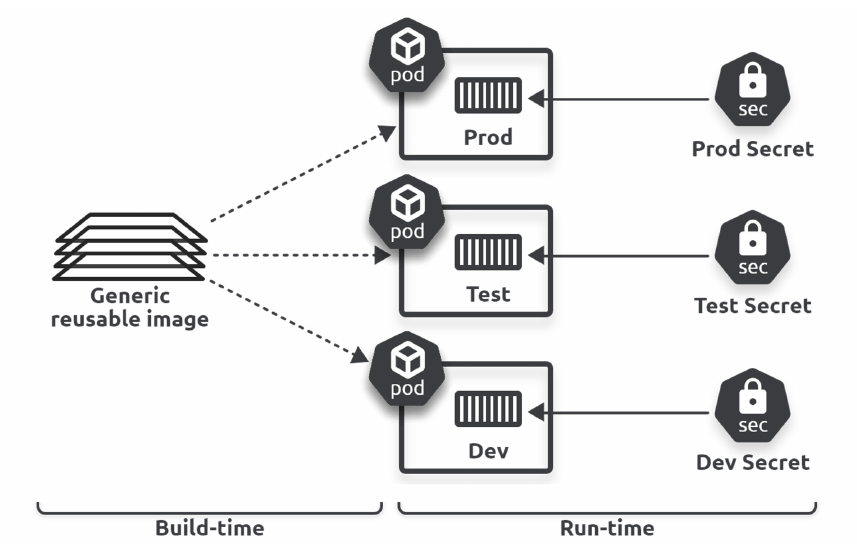 pod
Prod
sec
Prod Secret
pod
Test
sec
Test Secret
Generic
reusable image
pod
Dev
sec
Dev Secret
Build-time
Run-time